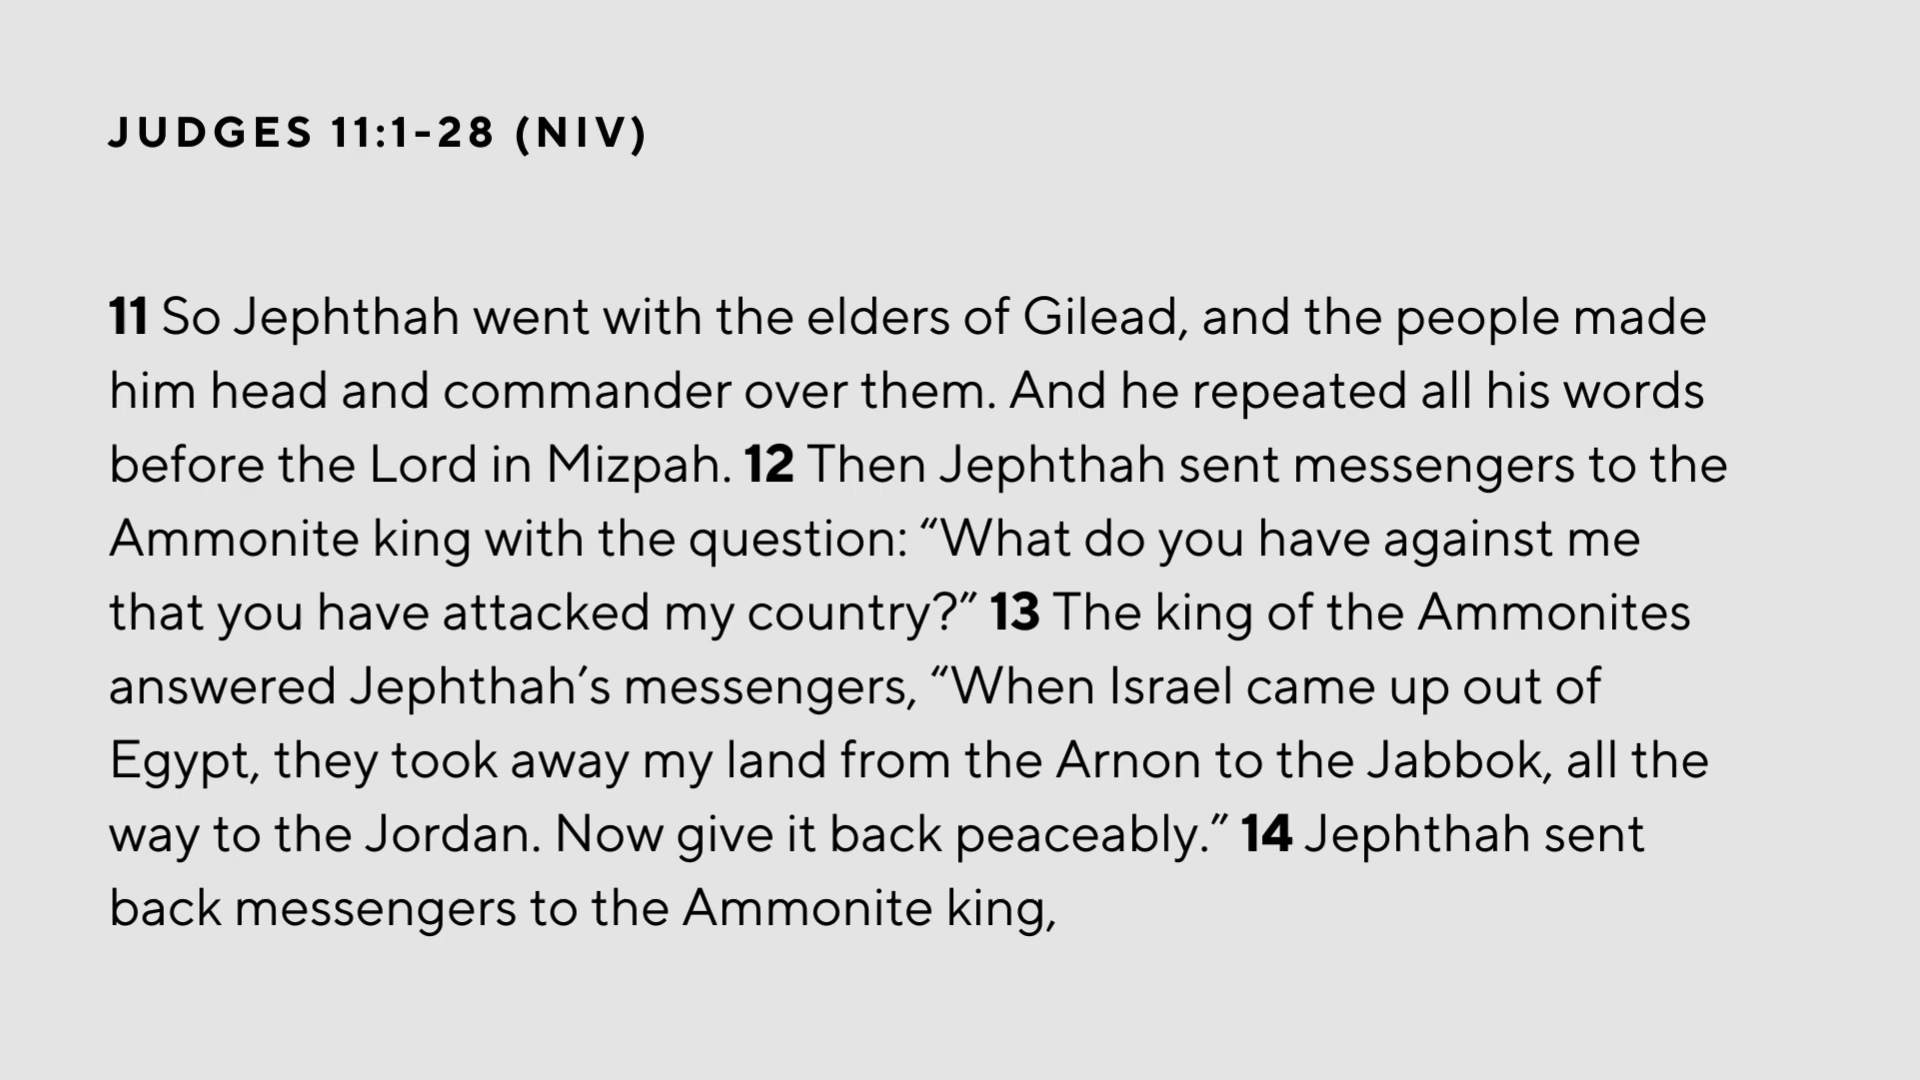 JUDGES 11:1-28 (NIV)
11 So Jephthah went with the elders of Gilead, and the people made
him head and commander over them. And he repeated all his words
before the Lord in Mizpah. 12 Then Jephthah sent messengers to the
Ammonite king with the question: “What do you have against me
that you have attacked my country?” 13 The king of the Ammonites
answered Jephthah’s messengers, “When Israel came up out of
Egypt, they took away my land from the Arnon to the Jabbok, all the
way to the Jordan. Now give it back peaceably.” 14 Jephthah sent
back messengers to the Ammonite king,